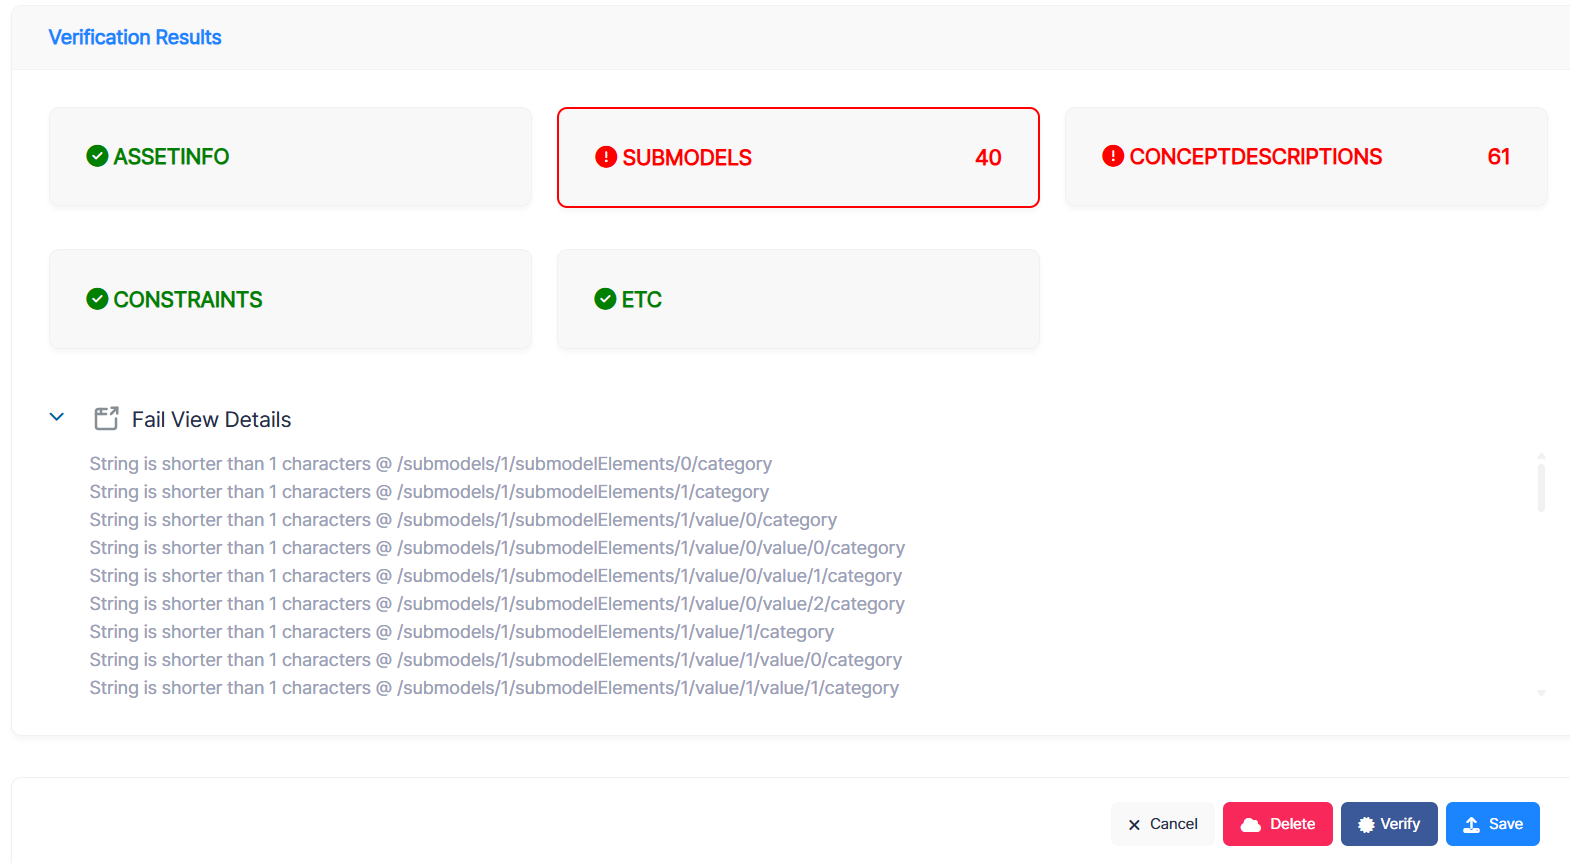 Verification Results
ASSETINFO
SUBMODELS 40
CONCEPTDESCRIPTIONS 61
CONSTRAINTS
ETC
Fail View Details
String is shorter than 1 characters @ /submodels/1/submodelElements/0/category
String is shorter than 1 characters @ /submodels/1/submodelElements/1/category
String is shorter than 1 characters @ /submodels/1/submodelElements/1/value/0/category
String is shorter than 1 characters @ /submodels/1/submodelElements/1/value/0/value/0/category
String is shorter than 1 characters @ /submodels/1/submodelElements/1/value/0/value/1/category
String is shorter than 1 characters @ /submodels/1/submodelElements/1/value/0/value/2/category
String is shorter than 1 characters @ /submodels/1/submodelElements/1/value/1/category
String is shorter than 1 characters @ /submodels/1/submodelElements/1/value/1/value/0/category
String is shorter than 1 characters @ /submodels/1/submodelElements/1/value/1/value/1/category
Cancel
Delete
Verify
Save